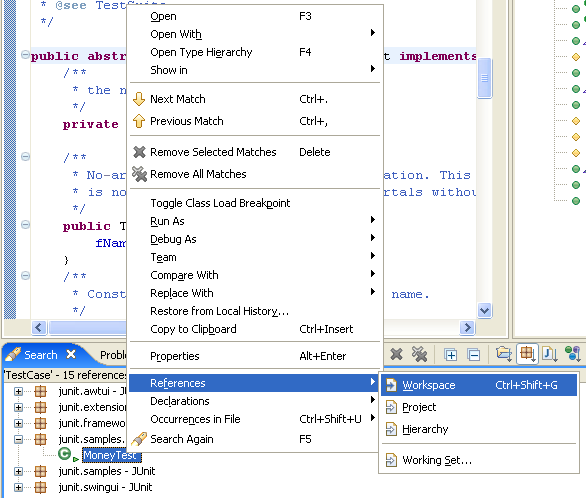 * @see TestSuite
*/
public abstra
t implements
/**
* the n
*/
private
/**
* No-ar
ation. This
* is no
rtals withou
*/
public T
fNam
}
/**
* Const
name.
*/
Open F3
Open With
Open Type Hierarchy F4
Show in
Next Match Ctrl+.
Previous Match Ctrl+,
Remove Selected Matches Delete
Remove All Matches
Toggle Class Load Breakpoint
Run As
Debug As
Team
Compare With
Replace With
Restore from Local History...
Copy to Clipboard Ctrl+Insert
Properties Alt+Enter
References
Declarations
Occurrences in File Ctrl+Shift+U
Search Again F5
Search
Proble
'TestCase' - 15 references
junit.awtui - JU
junit.extension
junit.framewo
junit.samples.
MoneyTest
junit.samples - JUnit
junit.swingui - JUnit
Workspace Ctrl+Shift+G
Project
Hierarchy
Working Set...